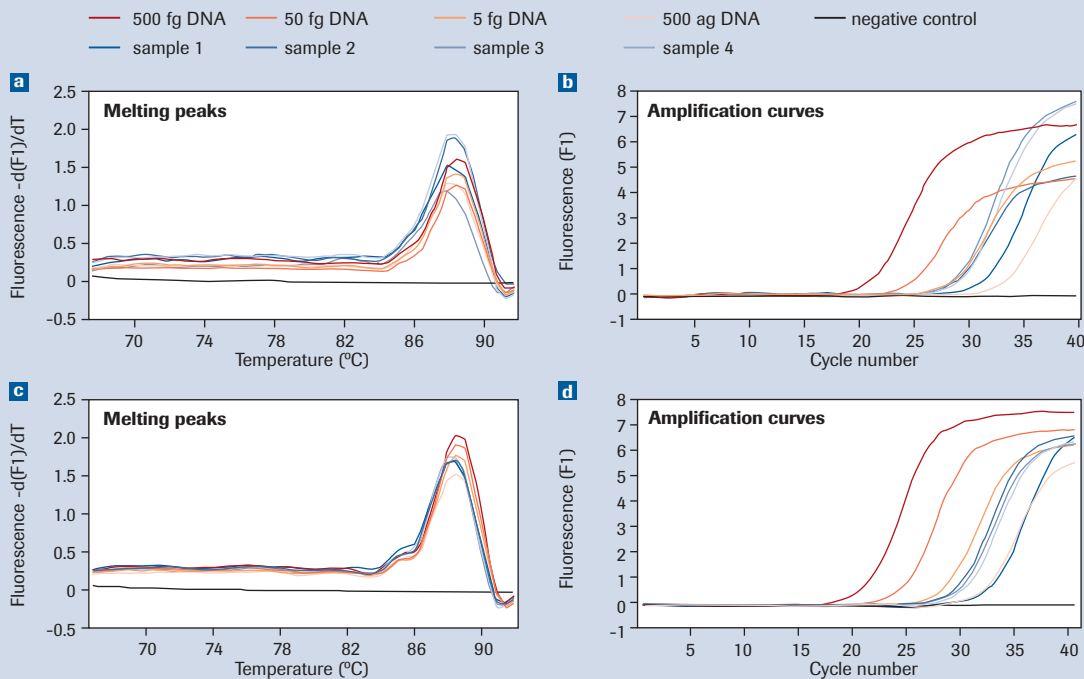 500 fg DNA 50 fg DNA 5 fg DNA 500 ag DNA negative control
sample 1 sample 2 sample 3 sample 4
a
Melting peaks
2.5
2.0
1.5
1.0
0.5
0
-0.5
Fluorescence -d(F1)/dT
70 74 78 82 86 90
Temperature (ºC)
b
Amplification curves
8
7
6
5
4
3
2
1
0
-1
Fluorescence (F1)
5 10 15 20 25 30 35 40
Cycle number
c
Melting peaks
2.5
2.0
1.5
1.0
0.5
0
-0.5
Fluorescence -d(F1)/dT
70 74 78 82 86 90
Temperature (ºC)
d
Amplification curves
8
7
6
5
4
3
2
1
0
-1
Fluorescence (F1)
5 10 15 20 25 30 35 40
Cycle number